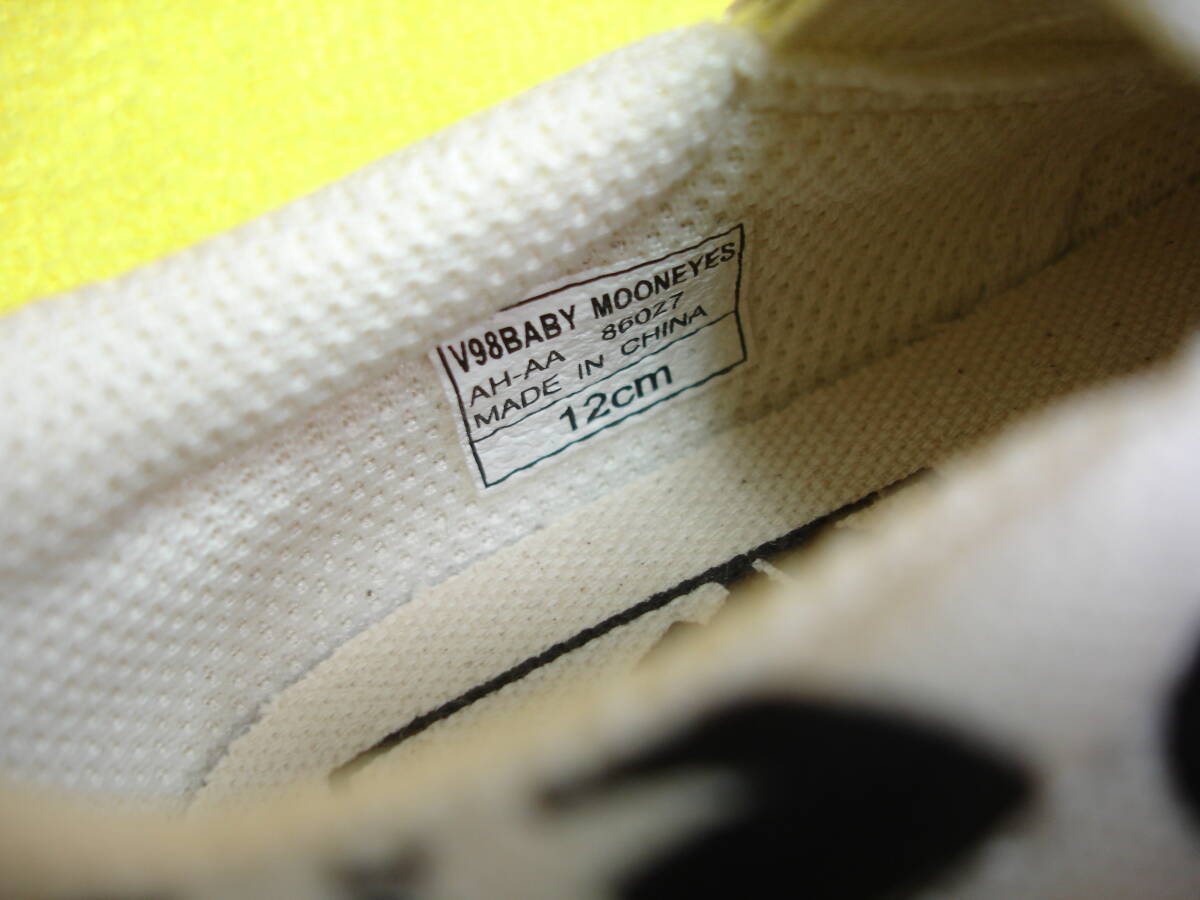 V98BABY MOONEYES
AH-AA 86027
MADE IN CHINA
12cm